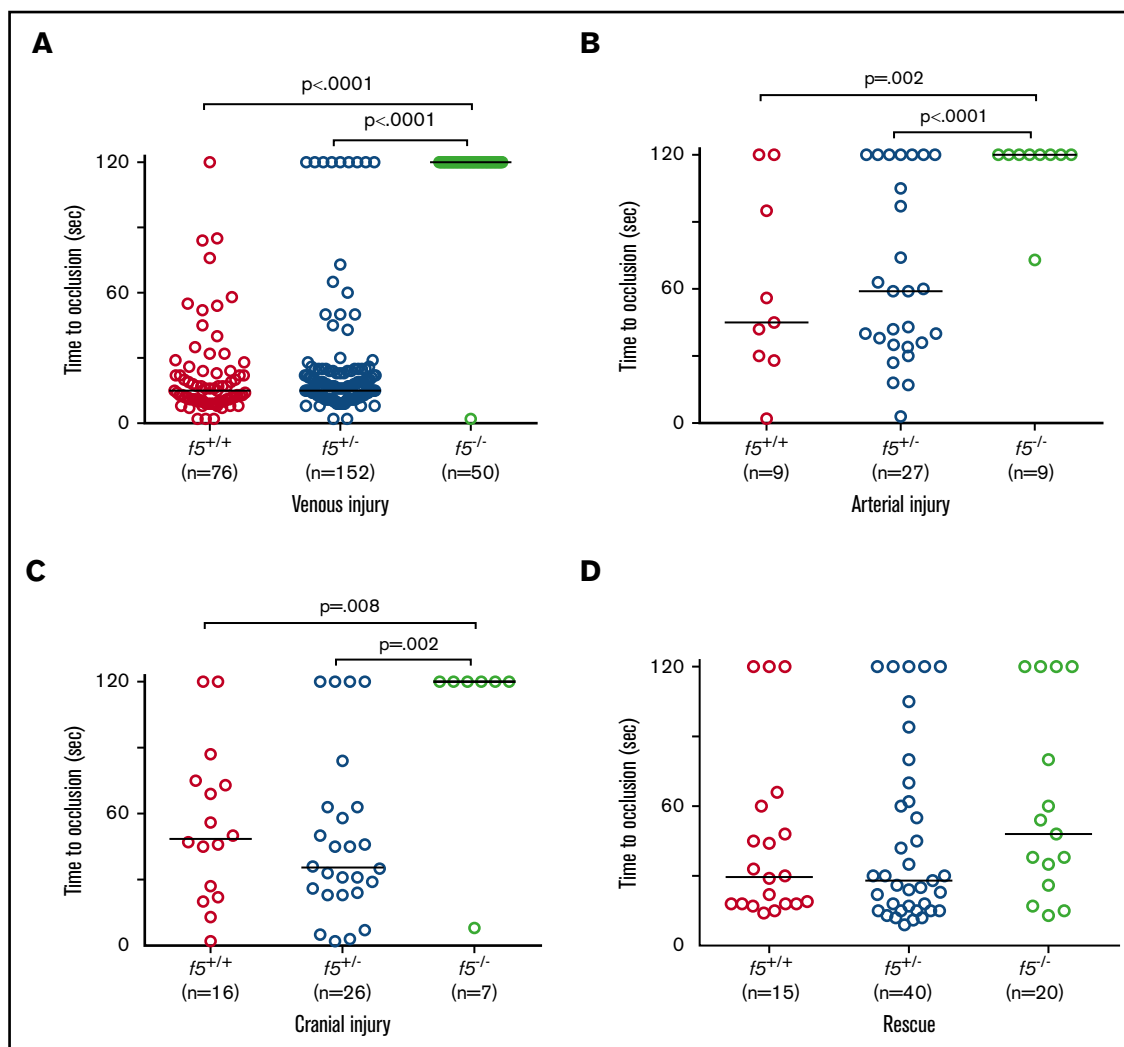 A
p<.0001
p<.0001
120
60
0
Time to occlusion (sec)
f5+/+
f5+/-
f5-/-
(n=76)
(n=152)
(n=50)
Venous injury
B
p=.002
p<.0001
120
60
0
Time to occlusion (sec)
f5+/+
f5+/-
f5-/-
(n=9)
(n=27)
(n=9)
Arterial injury
C
p=.008
p=.002
120
60
0
Time to occlusion (sec)
f5+/+
f5+/-
f5-/-
(n=16)
(n=26)
(n=7)
Cranial injury
D
120
60
0
Time to occlusion (sec)
f5+/+
f5+/-
f5-/-
(n=15)
(n=40)
(n=20)
Rescue